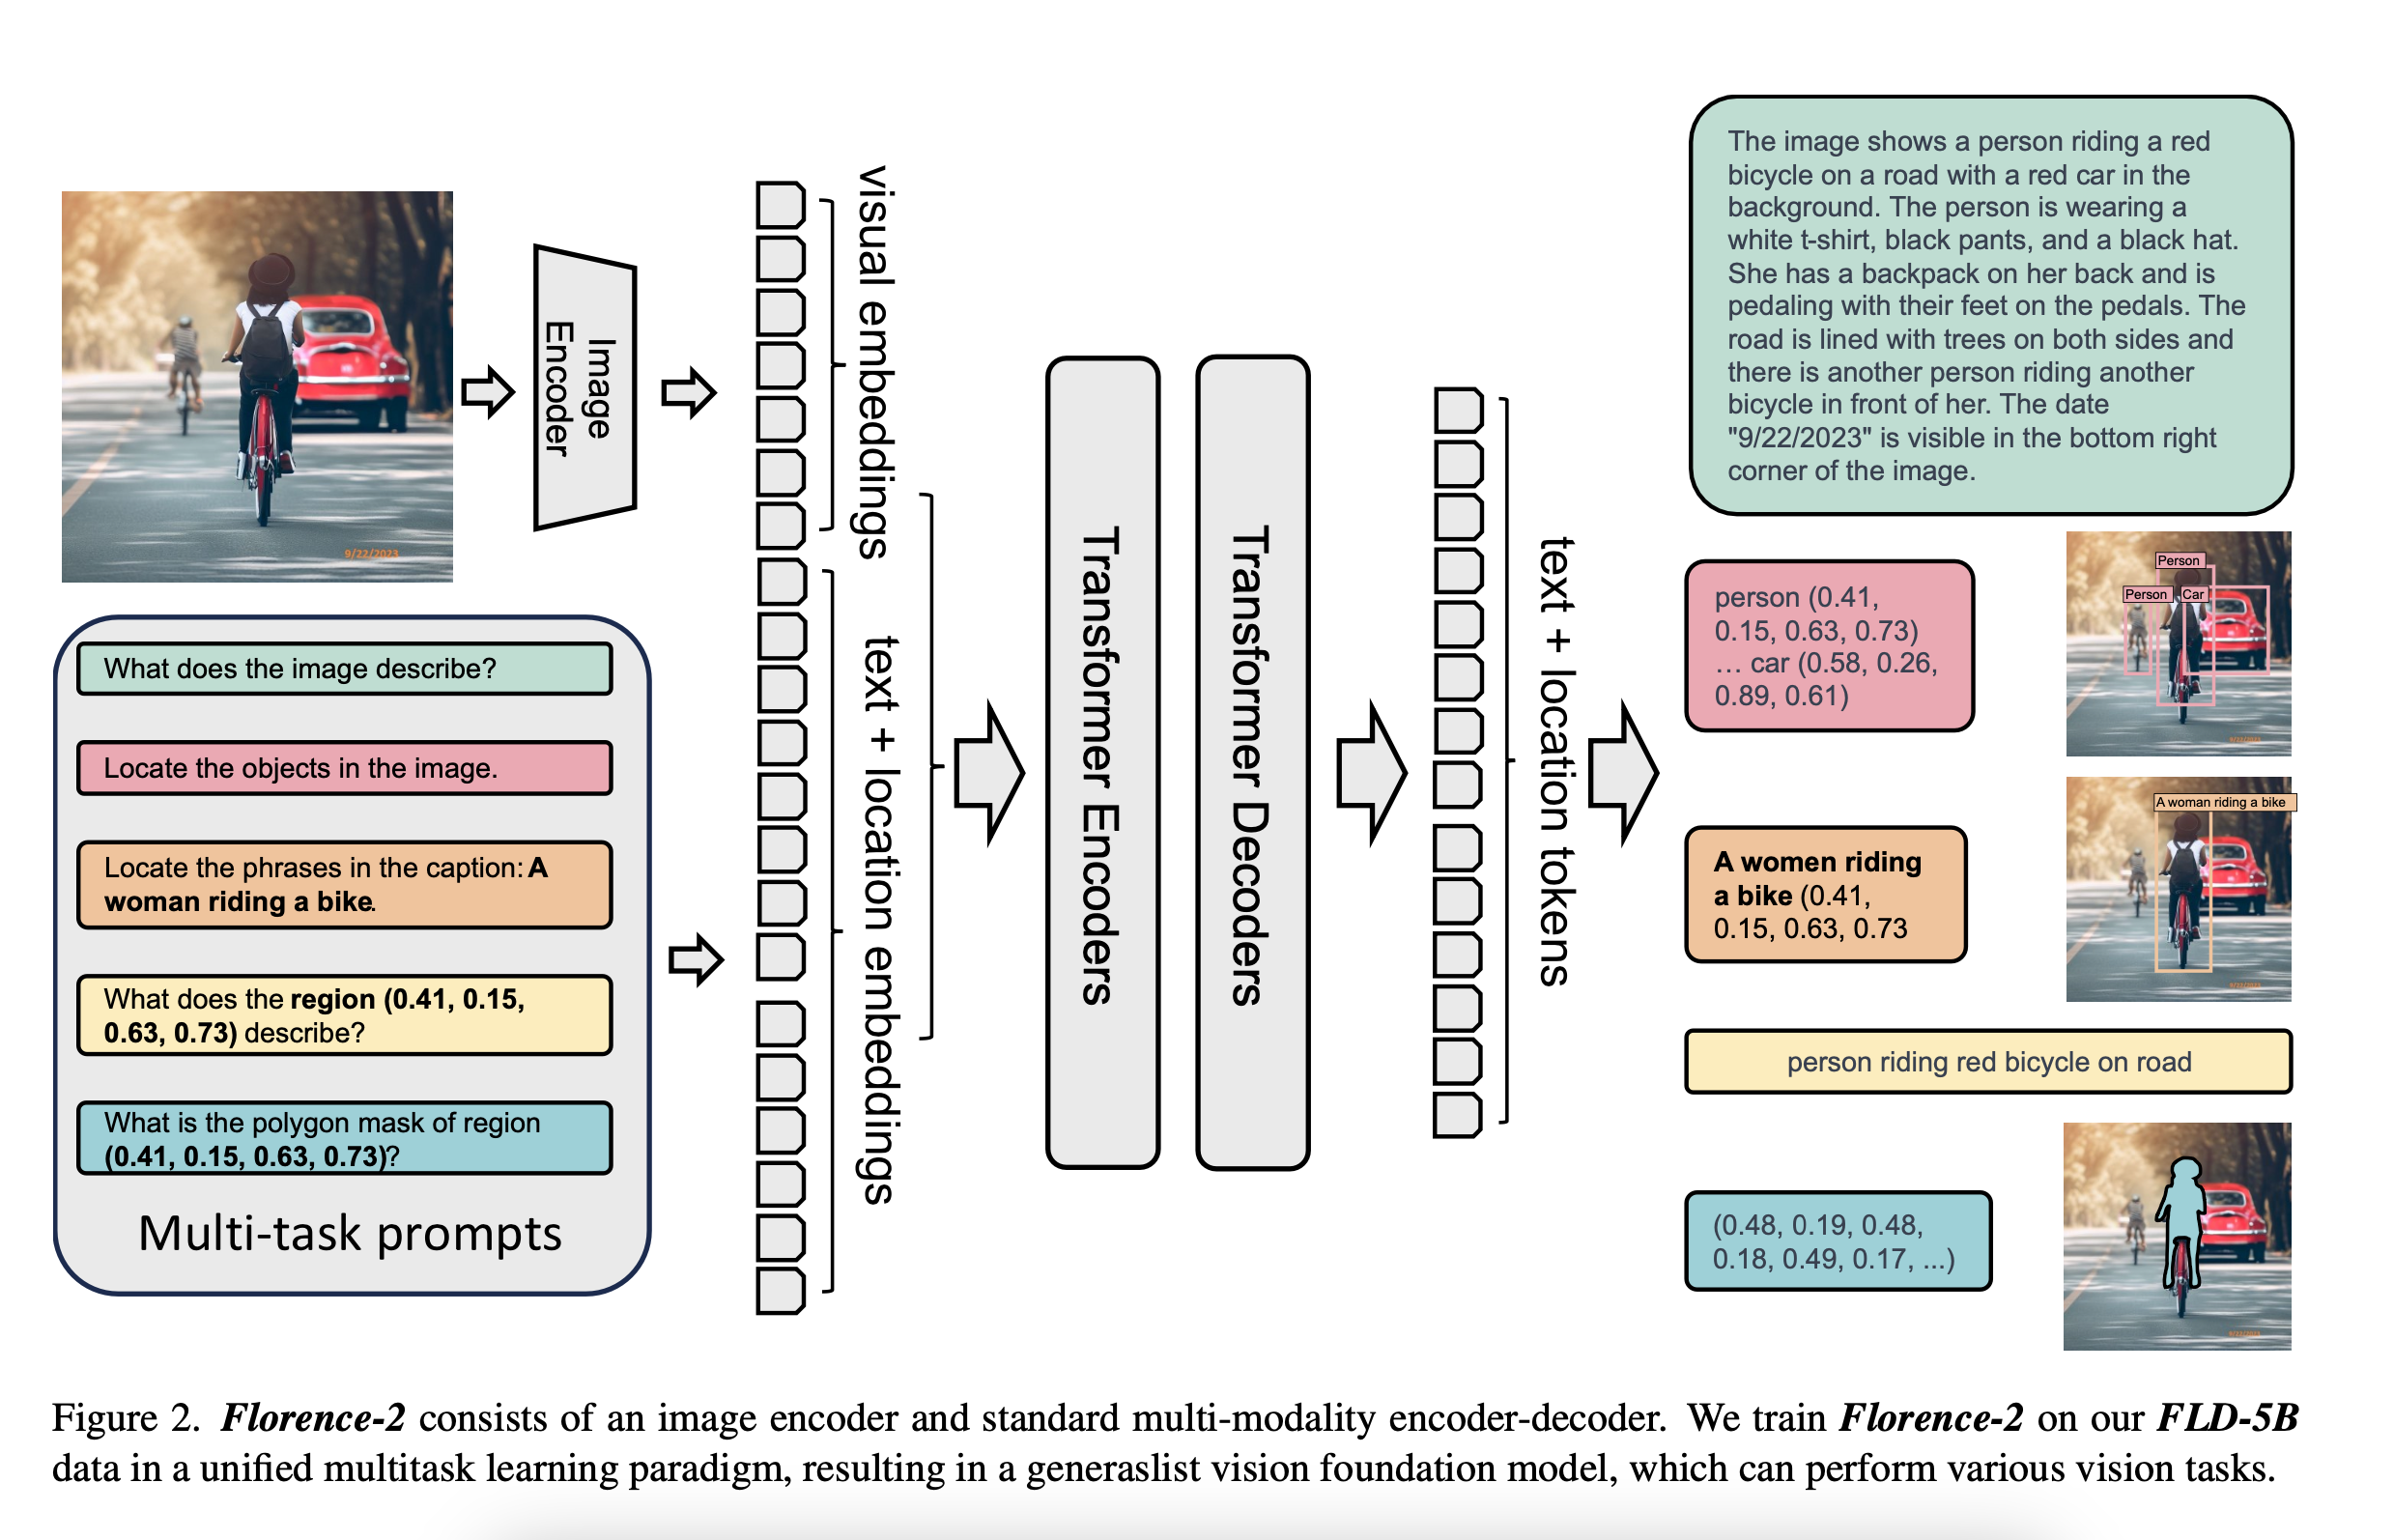 9/22/2023
Image
Encoder
visual embeddings
What does the image describe?
Locate the objects in the image.
Locate the phrases in the caption: A
woman riding a bike.
What does the region (0.41, 0.15,
0.63, 0.73) describe?
What is the polygon mask of region
(0.41, 0.15, 0.63, 0.73)?
Multi-task prompts
text + location embeddings
Transformer Encoders
Transformer Decoders
text + location tokens
The image shows a person riding a red
bicycle on a road with a red car in the
background. The person is wearing a
white t-shirt, black pants, and a black hat.
She has a backpack on her back and is
pedaling with their feet on the pedals. The
road is lined with trees on both sides and
there is another person riding another
bicycle in front of her. The date
"9/22/2023" is visible in the bottom right
corner of the image.
person (0.41,
0.15, 0.63, 0.73)
… car (0.58, 0.26,
0.89, 0.61)
Person
Person Car
9/22/2023
A women riding
a bike (0.41,
0.15, 0.63, 0.73
A woman riding a bike
9/22/2023
person riding red bicycle on road
(0.48, 0.19, 0.48,
0.18, 0.49, 0.17, ...)
9/22/2023
Figure 2. Florence-2 consists of an image encoder and standard multi-modality encoder-decoder. We train Florence-2 on our FLD-5B
data in a unified multitask learning paradigm, resulting in a generaslist vision foundation model, which can perform various vision tasks.